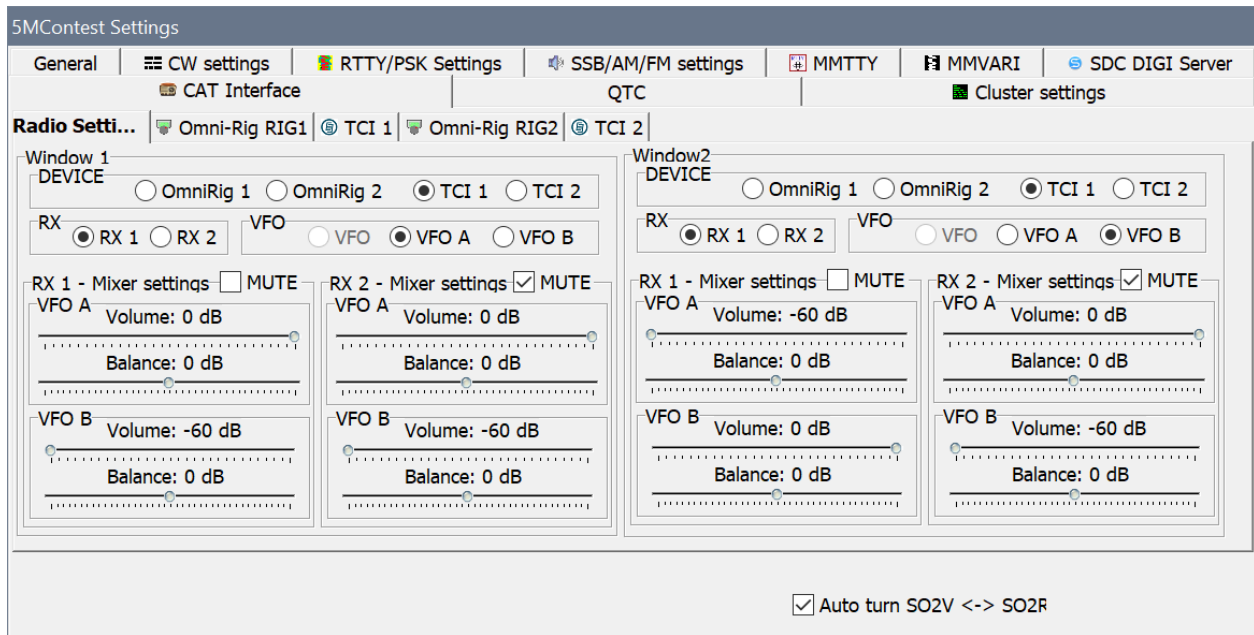 5MContest Settings
General CW settings RTTY/PSK Settings SSB/AM/FM settings MMTTY MMVARI SDC DIGI Server
CAT Interface QTC Cluster settings
Radio Setti... Omni-Rig RIG1 TCI 1 Omni-Rig RIG2 TCI 2
Window 1
DEVICE
OmniRig 1 OmniRig 2 TCI 1 TCI 2
RX
RX 1 RX 2
VFO
VFO VFO A VFO B
RX 1 - Mixer settings MUTE
VFO A
Volume: 0 dB
Balance: 0 dB
VFO B
Volume: -60 dB
Balance: 0 dB
RX 2 - Mixer settings MUTE
VFO A
Volume: 0 dB
Balance: 0 dB
VFO B
Volume: -60 dB
Balance: 0 dB
Window2
DEVICE
OmniRig 1 OmniRig 2 TCI 1 TCI 2
RX
RX 1 RX 2
VFO
VFO VFO A VFO B
RX 1 - Mixer settings MUTE
VFO A
Volume: -60 dB
Balance: 0 dB
VFO B
Volume: 0 dB
Balance: 0 dB
RX 2 - Mixer settings MUTE
VFO A
Volume: 0 dB
Balance: 0 dB
VFO B
Volume: -60 dB
Balance: 0 dB
Auto turn SO2V <-> SO2R